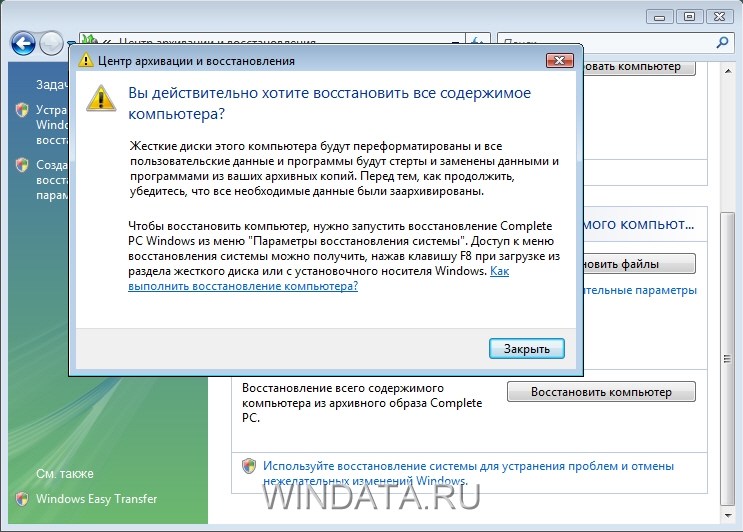 Центр архивации и восстановления
Поиск
Центр архивации и восстановления
Вы действительно хотите восстановить все содержимое
компьютера?
Жесткие диски этого компьютера будут переформатированы и все
пользовательские данные и программы будут стерты и заменены данными и
программами из ваших архивных копий. Перед тем, как продолжить,
убедитесь, что все необходимые данные были заархивированы.
Чтобы восстановить компьютер, нужно запустить восстановление Complete
PC Windows из меню "Параметры восстановления системы". Доступ к меню
восстановления системы можно получить, нажав клавишу F8 при загрузке из
раздела жесткого диска или с установочного носителя Windows. Как
выполнить восстановление компьютера?
Закрыть
Задач
Устра
Windo
восста
Созда
восста
парам
ровать компьютер
мого компьют...
новить файлы
тельные параметры
Восстановление всего содержимого
компьютера из архивного образа Complete
PC.
Восстановить компьютер
Используйте восстановление системы для устранения проблем и отмены
нежелательных изменений Windows.
См. также
Windows Easy Transfer
WINDATA.RU